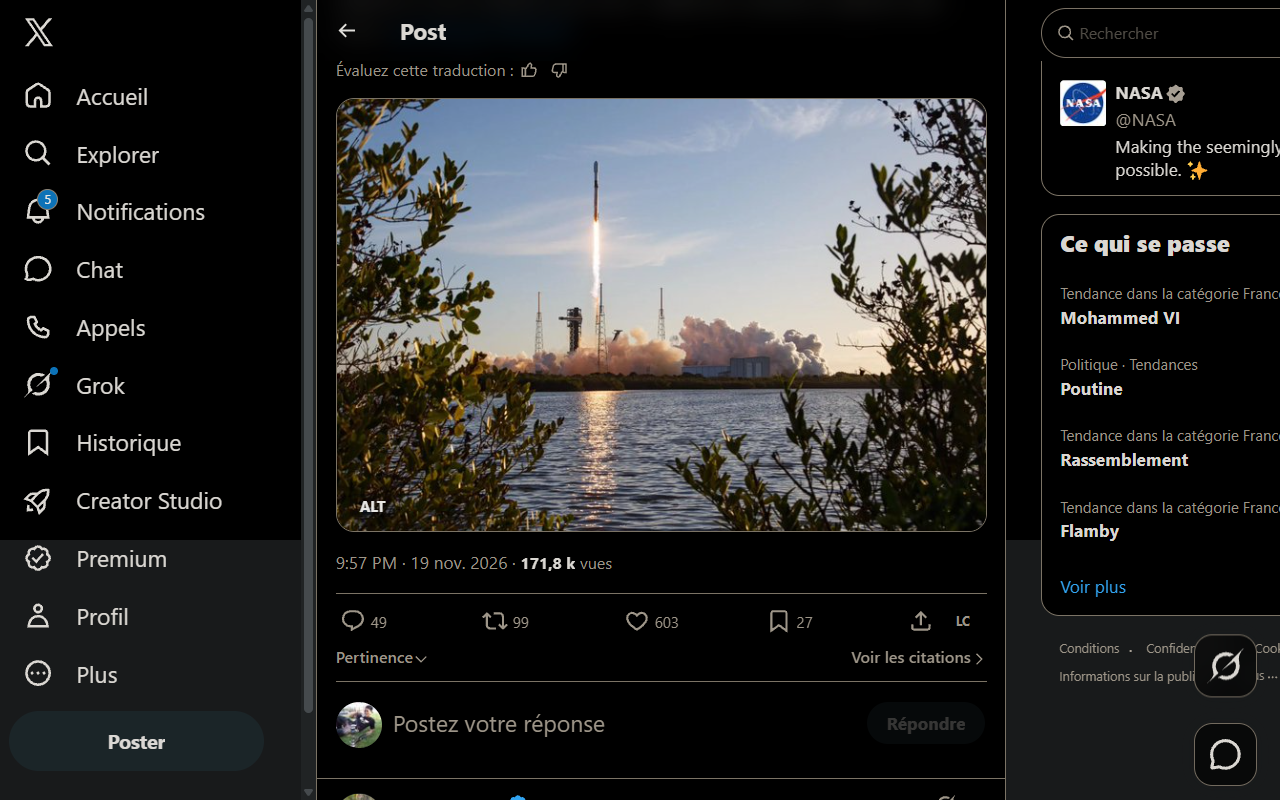 Accueil
Explorer
5
Notifications
Chat
Appels
Grok
Historique
Creator Studio
Premium
Profil
Plus
Poster
Post
Évaluez cette traduction :
ALT
9:57 PM · 19 nov. 2026 · 171,8 k vues
49
99
603
27
LC
Pertinence
Voir les citations
Postez votre réponse
Répondre
Rechercher
NASA
NASA
@NASA
Making the seemingly
possible. ✨
Ce qui se passe
Tendance dans la catégorie France
Mohammed VI
Politique · Tendances
Poutine
Tendance dans la catégorie France
Rassemblement
Tendance dans la catégorie France
Flamby
Voir plus
Conditions
Informations sur la